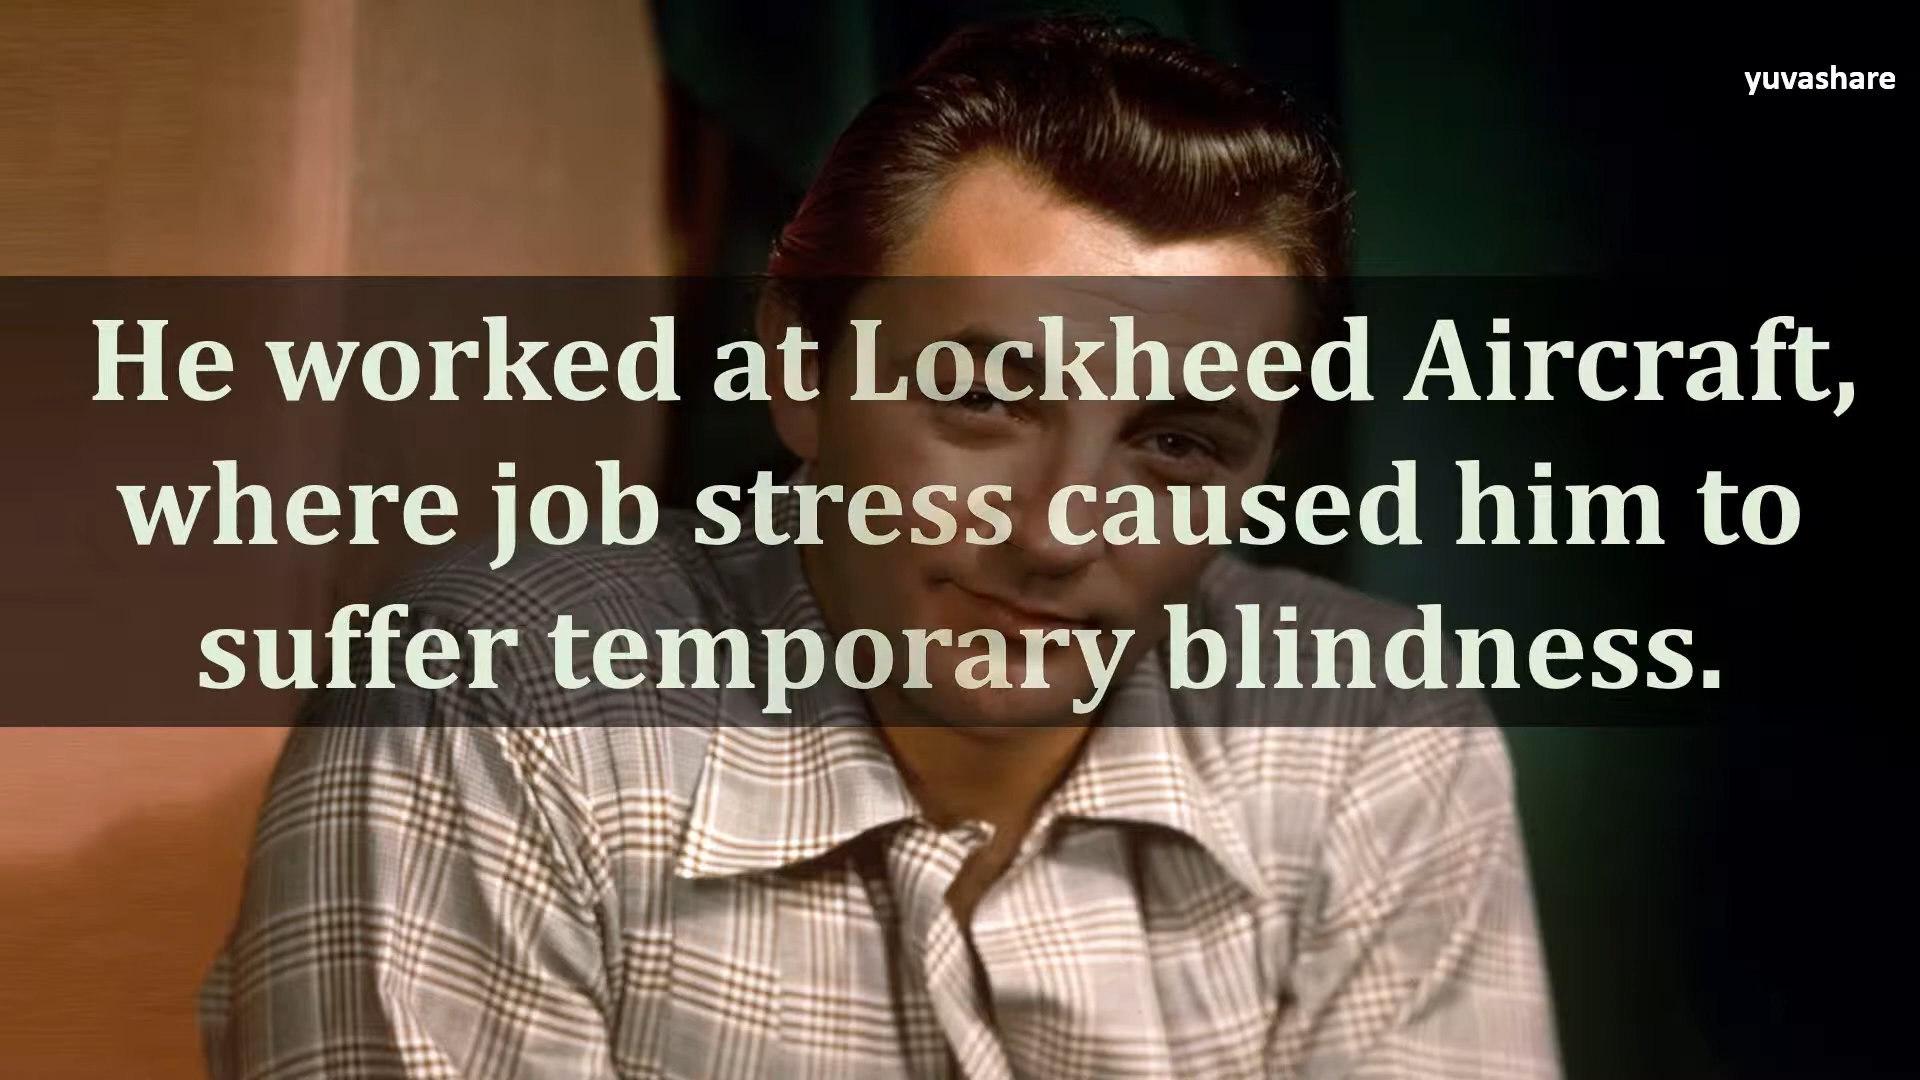 yuvashare
He worked at Lockheed Aircraft,
where job stress caused him to
suffer temporary blindness.